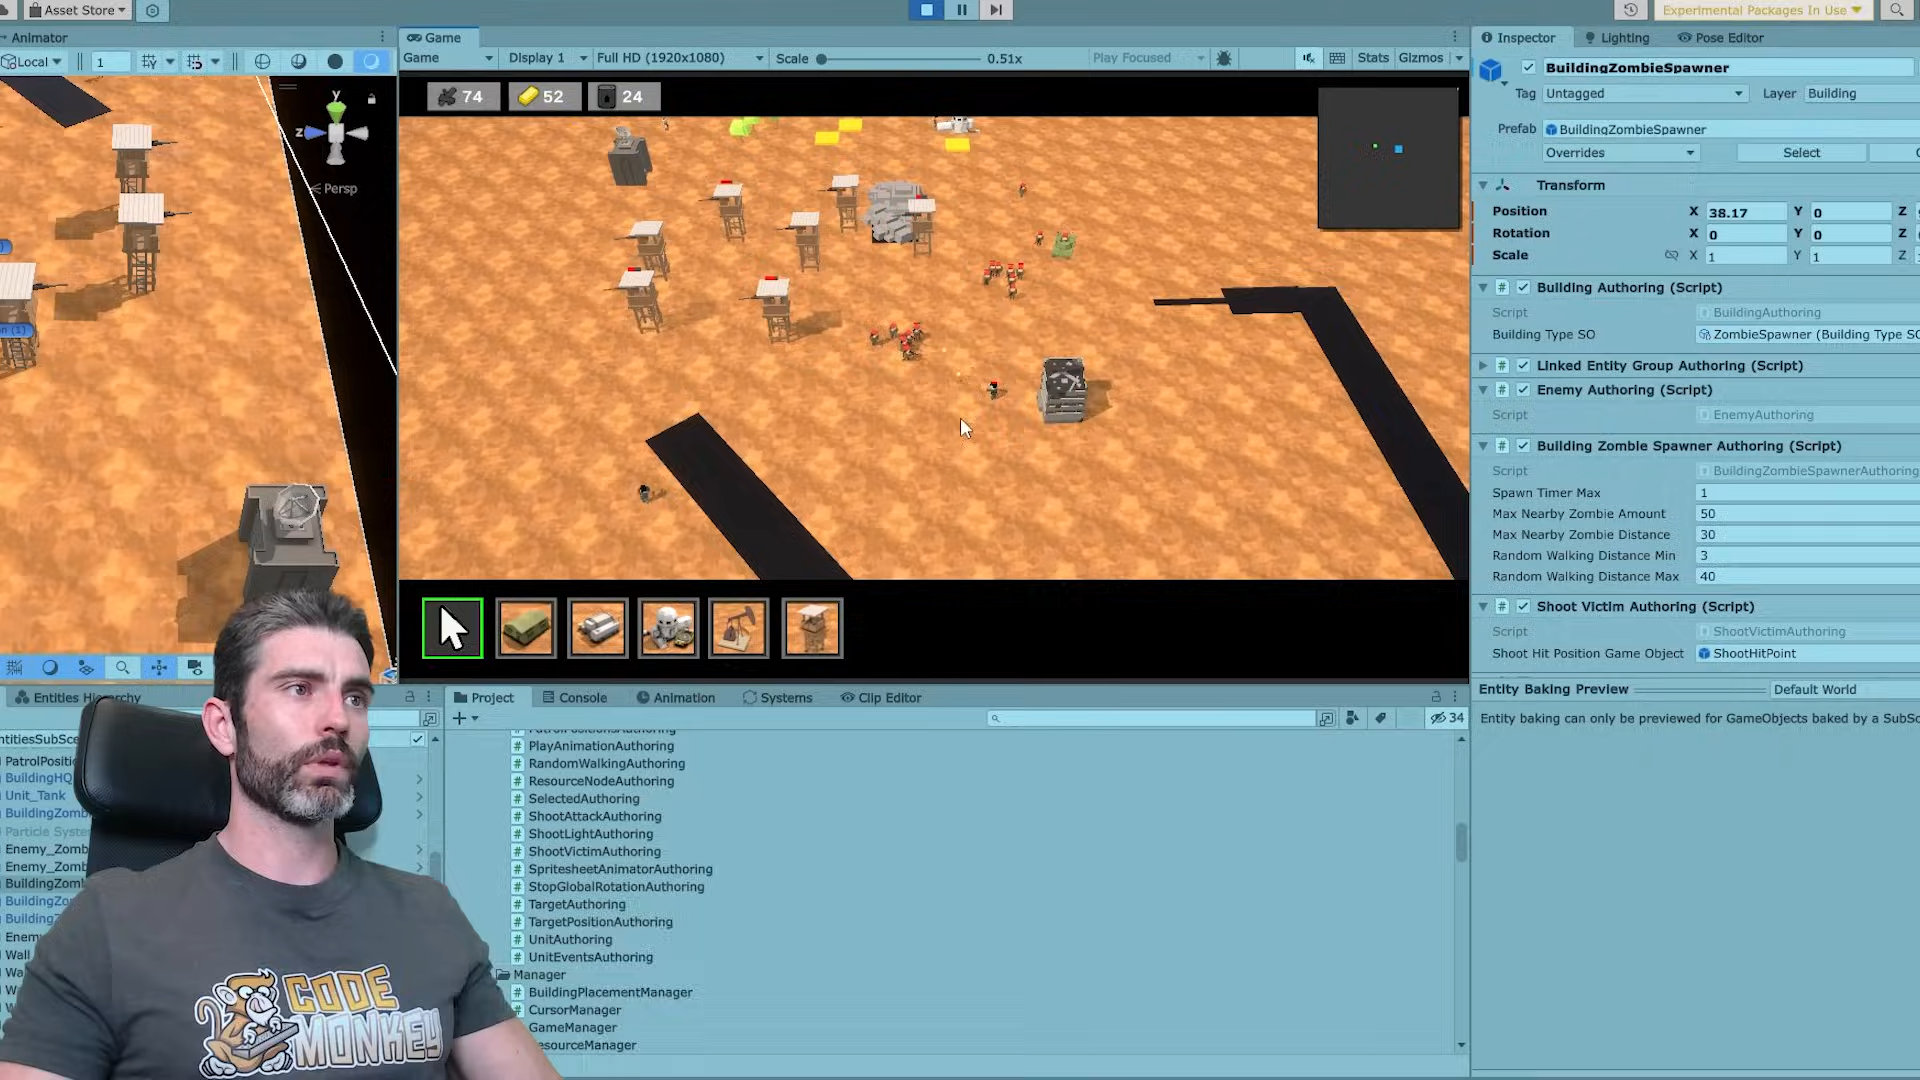 Asset Store
Experimental Packages In Use
Animator
Game
Inspector
Lighting
Pose Editor
Local
1
Game
Display 1
Full HD (1920x1080)
Scale
0.51x
Play Focused
Stats
Gizmos
BuildingZombieSpawner
Tag
Untagged
Layer
Building
74
52
24
y
z
Persp
Prefab
BuildingZombieSpawner
Overrides
Select
Transform
Position
X
38.17
Y
0
Z
Rotation
X
0
Y
0
Z
Scale
X
1
Y
1
Z
Building Authoring (Script)
Script
BuildingAuthoring
Building Type SO
ZombieSpawner (Building Type SO
Linked Entity Group Authoring (Script)
Enemy Authoring (Script)
Script
EnemyAuthoring
Building Zombie Spawner Authoring (Script)
Script
BuildingZombieSpawnerAuthoring
Spawn Timer Max
1
Max Nearby Zombie Amount
50
Max Nearby Zombie Distance
30
Random Walking Distance Min
3
Random Walking Distance Max
40
Shoot Victim Authoring (Script)
Script
ShootVictimAuthoring
Shoot Hit Position Game Object
ShootHitPoint
Entity Baking Preview
Default World
Entity baking can only be previewed for GameObjects baked by a SubSc
Entities Hierarchy
Project
Console
Animation
Systems
Clip Editor
34
ntitiesSubSce
PatrolPositi
BuildingHQ
Unit_Tank
BuildingZom
Particle Syste
Enemy_Zomb
Enemy_Zomb
BuildingZomb
BuildingZo
Enem
Wall
PlayAnimationAuthoring
RandomWalkingAuthoring
ResourceNodeAuthoring
SelectedAuthoring
ShootAttackAuthoring
ShootLightAuthoring
ShootVictimAuthoring
SpritesheetAnimatorAuthoring
StopGlobalRotationAuthoring
TargetAuthoring
TargetPositionAuthoring
UnitAuthoring
UnitEventsAuthoring
Manager
BuildingPlacementManager
CursorManager
GameManager
esourceManager
CODE
MONKEY